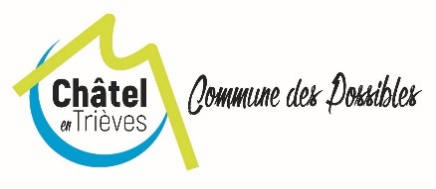 Châtel
en Trièves
Commune des Possibles